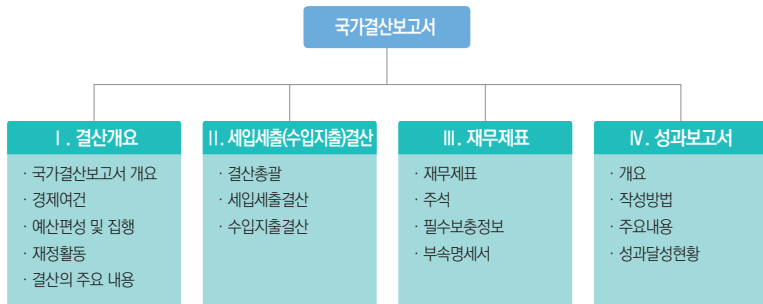 국가결산보고서
Ⅰ. 결산개요
· 국가결산보고서 개요
· 경제여건
· 예산편성 및 집행
· 재정활동
· 결산의 주요 내용
Ⅱ. 세입세출(수입지출)결산
· 결산총괄
· 세입세출결산
· 수입지출결산
Ⅲ. 재무제표
· 재무제표
· 주석
· 필수보충정보
· 부속명세서
Ⅳ. 성과보고서
· 개요
· 작성방법
· 주요내용
· 성과달성현황